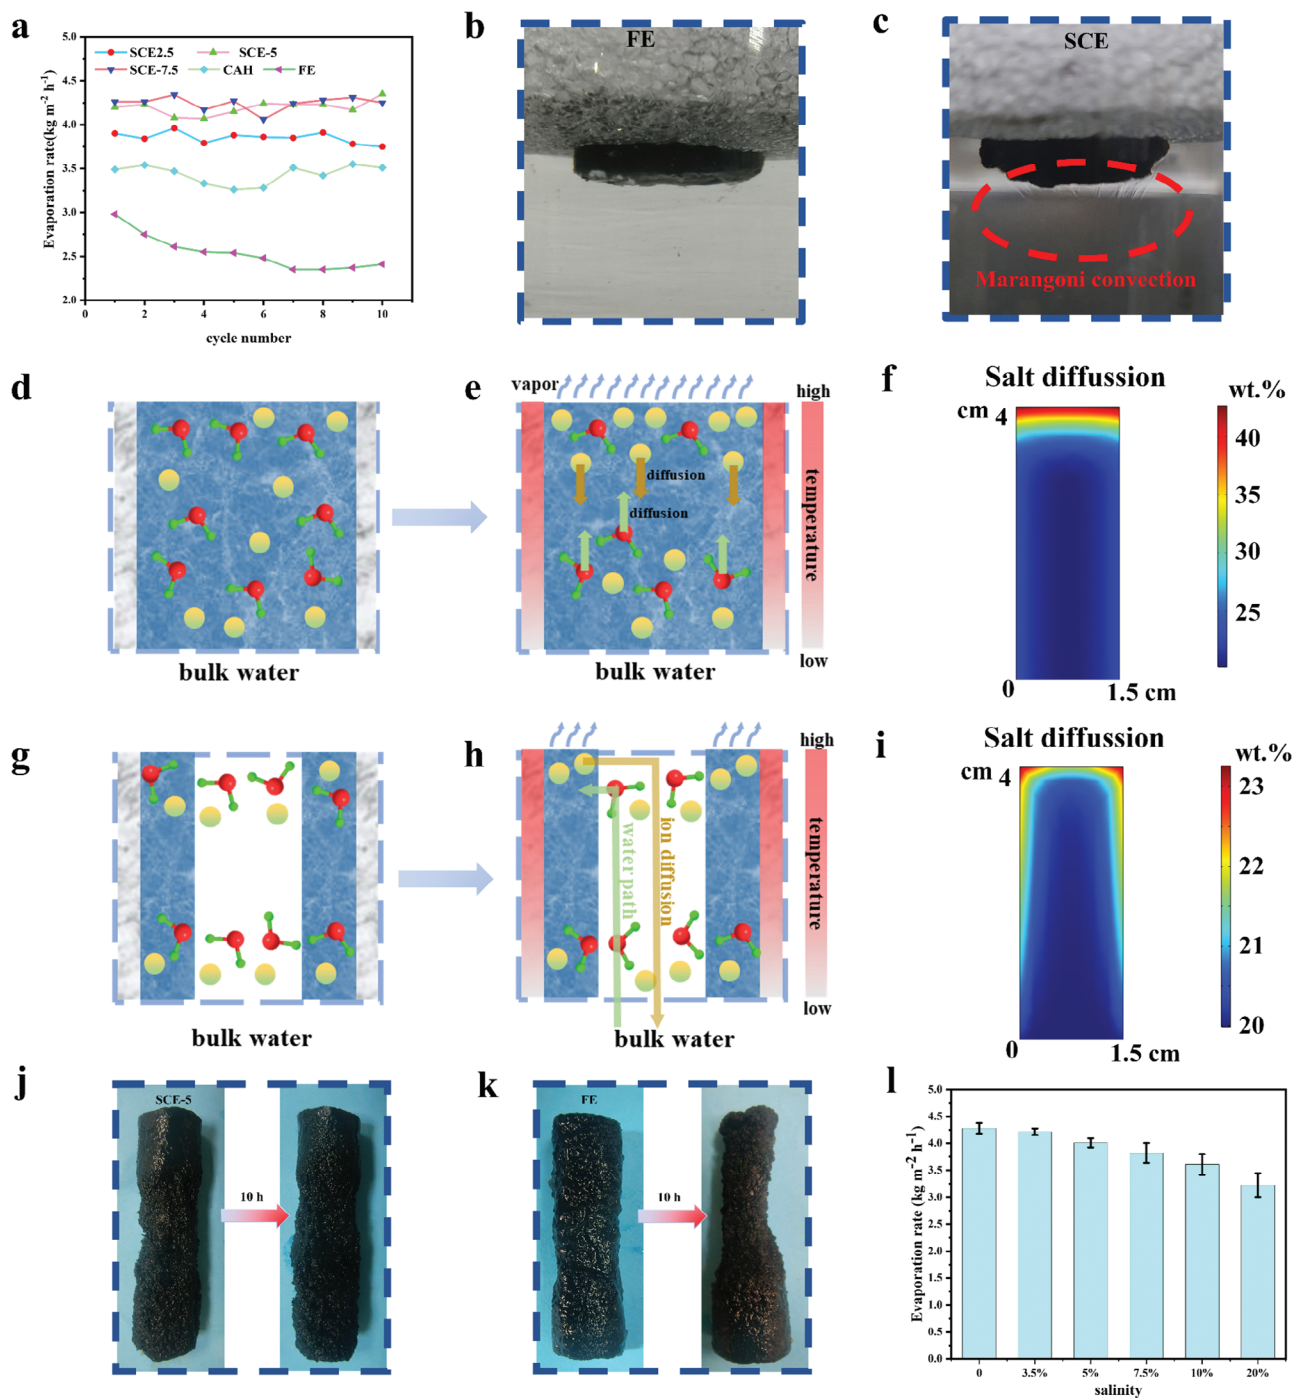 a
5.0
4.5
4.0
3.5
3.0
2.5
2.0
Evaporation rate(kg m⁻² h⁻¹)
SCE2.5
SCE-5
SCE-7.5
CAH
FE
0
2
4
6
8
10
cycle number
b
FE
c
SCE
Marangoni convection
d
bulk water
e
vapor
diffusion
diffusion
bulk water
high
temperature
low
f
Salt diffussion
wt.%
cm 4
40
35
30
25
0
1.5 cm
g
bulk water
h
water path
ion diffusion
bulk water
high
temperature
low
i
Salt diffussion
wt.%
cm
4
23
22
21
20
0
1.5 cm
j
SCE-5
10 h
k
FE
10 h
l
5.0
4.5
4.0
3.5
3.0
2.5
2.0
1.5
1.0
0.5
0.0
Evaporation rate (kg m⁻² h⁻¹)
0
3.5%
5%
7.5%
10%
20%
salinity